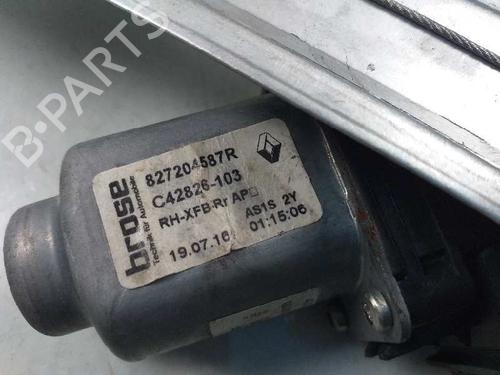 brose
Technik für Automobile
827204587R
C42826-103
RH-XFB-Rr AP
AS1s 2Y
19.07.16
01:15:06
B-PARTS